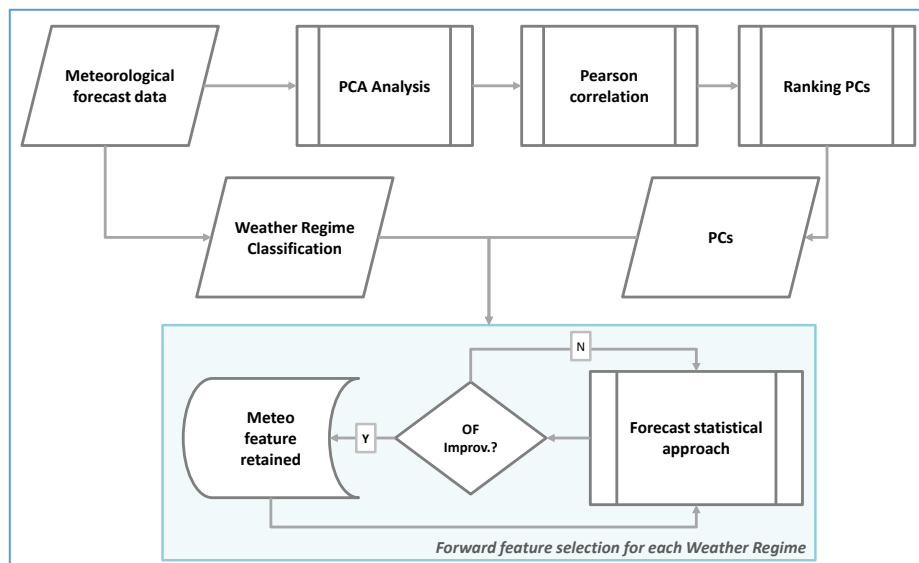 Meteorological
forecast data
PCA Analysis
Pearson
correlation
Ranking PCs
Weather Regime
Classification
PCs
N
Meteo
feature
retained
Y
OF
Improv.?
Forecast statistical
approach
Forward feature selection for each Weather Regime